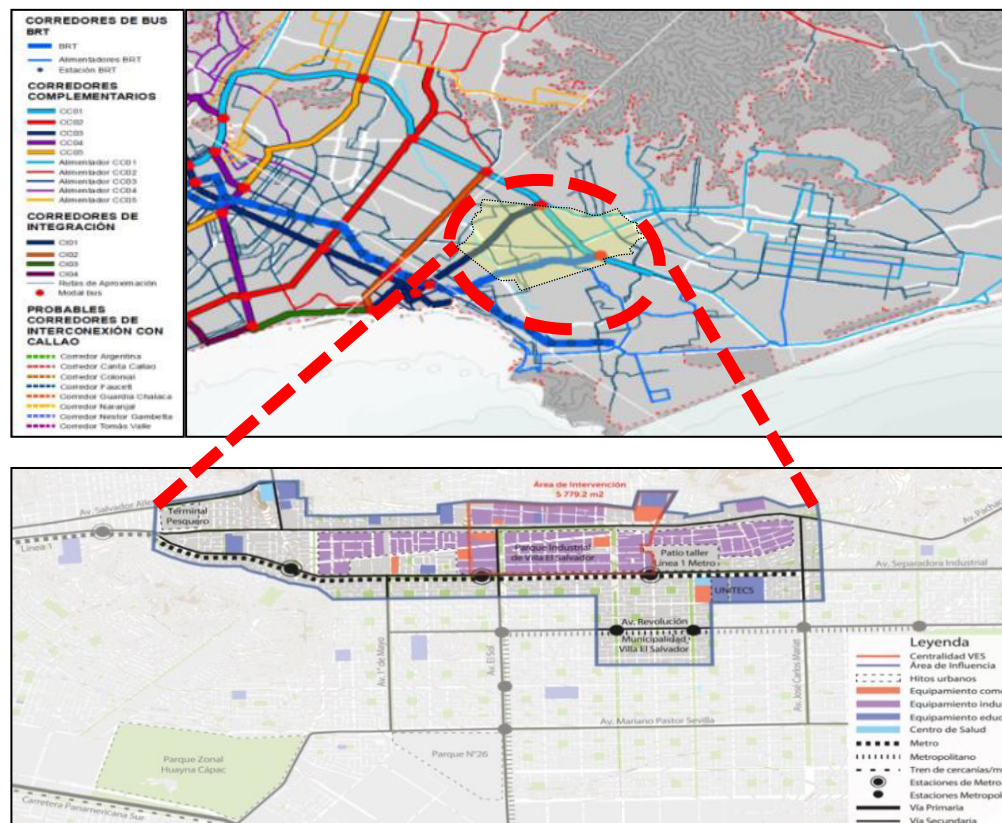 CORREDORES DE BUS
BRT
BRT
Alimentadores BRT
Estación BRT
CORREDORES
COMPLEMENTARIOS
CC01
CC02
CC03
CC04
CC05
Alimentador CC01
Alimentador CC02
Alimentador CC03
Alimentador CC04
Alimentador CC05
CORREDORES DE
INTEGRACIÓN
CI01
CI02
CI03
CI04
Rutas de Aproximación
Modal bus
PROBABLES
CORREDORES DE
INTERCONEXIÓN CON
CALLAO
Corredor Argentina
Corredor Canta Callao
Corredor Colonial
Corredor Faucett
Corredor Guardia Chalaca
Corredor Naranjal
Corredor Nestor Gambetta
Corredor Tomás Valle
Área de Intervención
5 779.2 m2
Av. Salvador Alle
Terminal
Pesquero
Línea 1
Parque Industrial
de Villa El Salvador
Patio taller
Línea 1 Metro
Av. Pache
Av. Separadora Industrial
UNTECS
Av. Revolución
Municipalidad
Villa El Salvador
Av. 1° de Mayo
Av. El Sol
Av. José Carlos Mariat
Av. Mariano Pastor Sevilla
Parque Zonal
Huayna Cápac
Parque N°26
Carretera Panamericana Sur
Leyenda
Centralidad VES
Área de Influencia
Hitos urbanos
Equipamiento come
Equipamiento indu
Equipamiento educ
Centro de Salud
Metro
Metropolitano
Tren de cercanías/m
Estaciones de Metro
Estaciones Metropol
Vía Primaria
Vía Secundaria